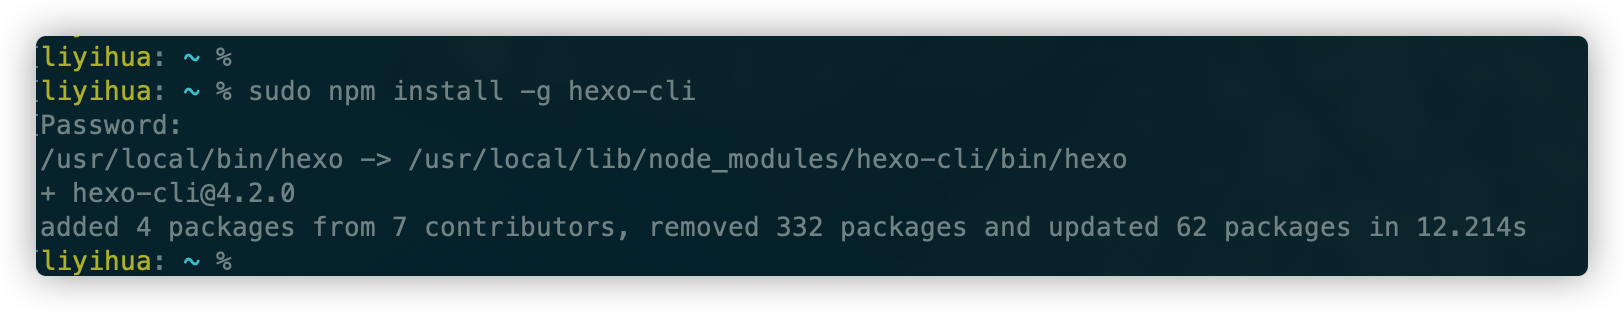 liyihua: ~ %
liyihua: ~ % sudo npm install -g hexo-cli
Password:
/usr/local/bin/hexo -> /usr/local/lib/node_modules/hexo-cli/bin/hexo
+ hexo-cli@4.2.0
added 4 packages from 7 contributors, removed 332 packages and updated 62 packages in 12.214s
liyihua: ~ %